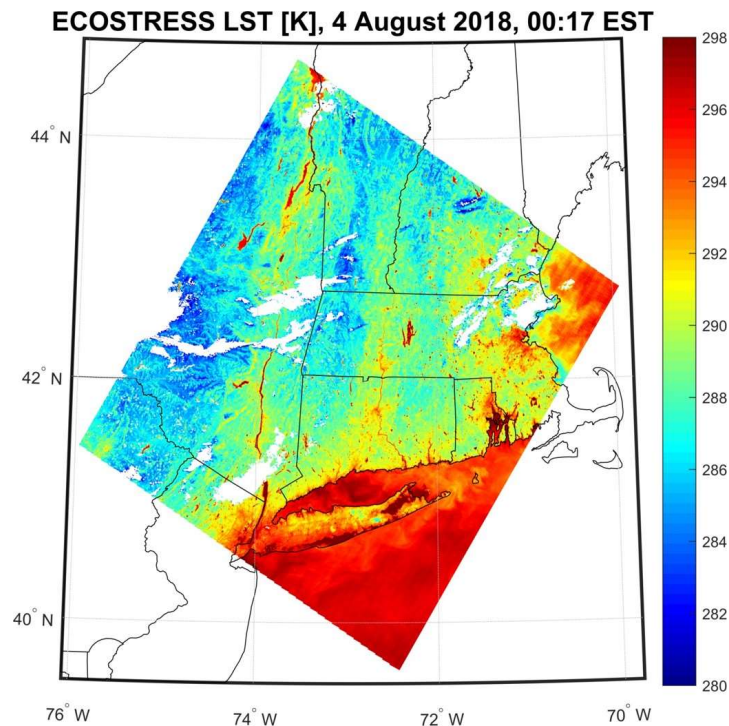 ECOSTRESS LST [K], 4 August 2018, 00:17 EST
298
296
294
292
290
288
286
284
282
280
44° N
42° N
40° N
76° W
74° W
72° W
70° W